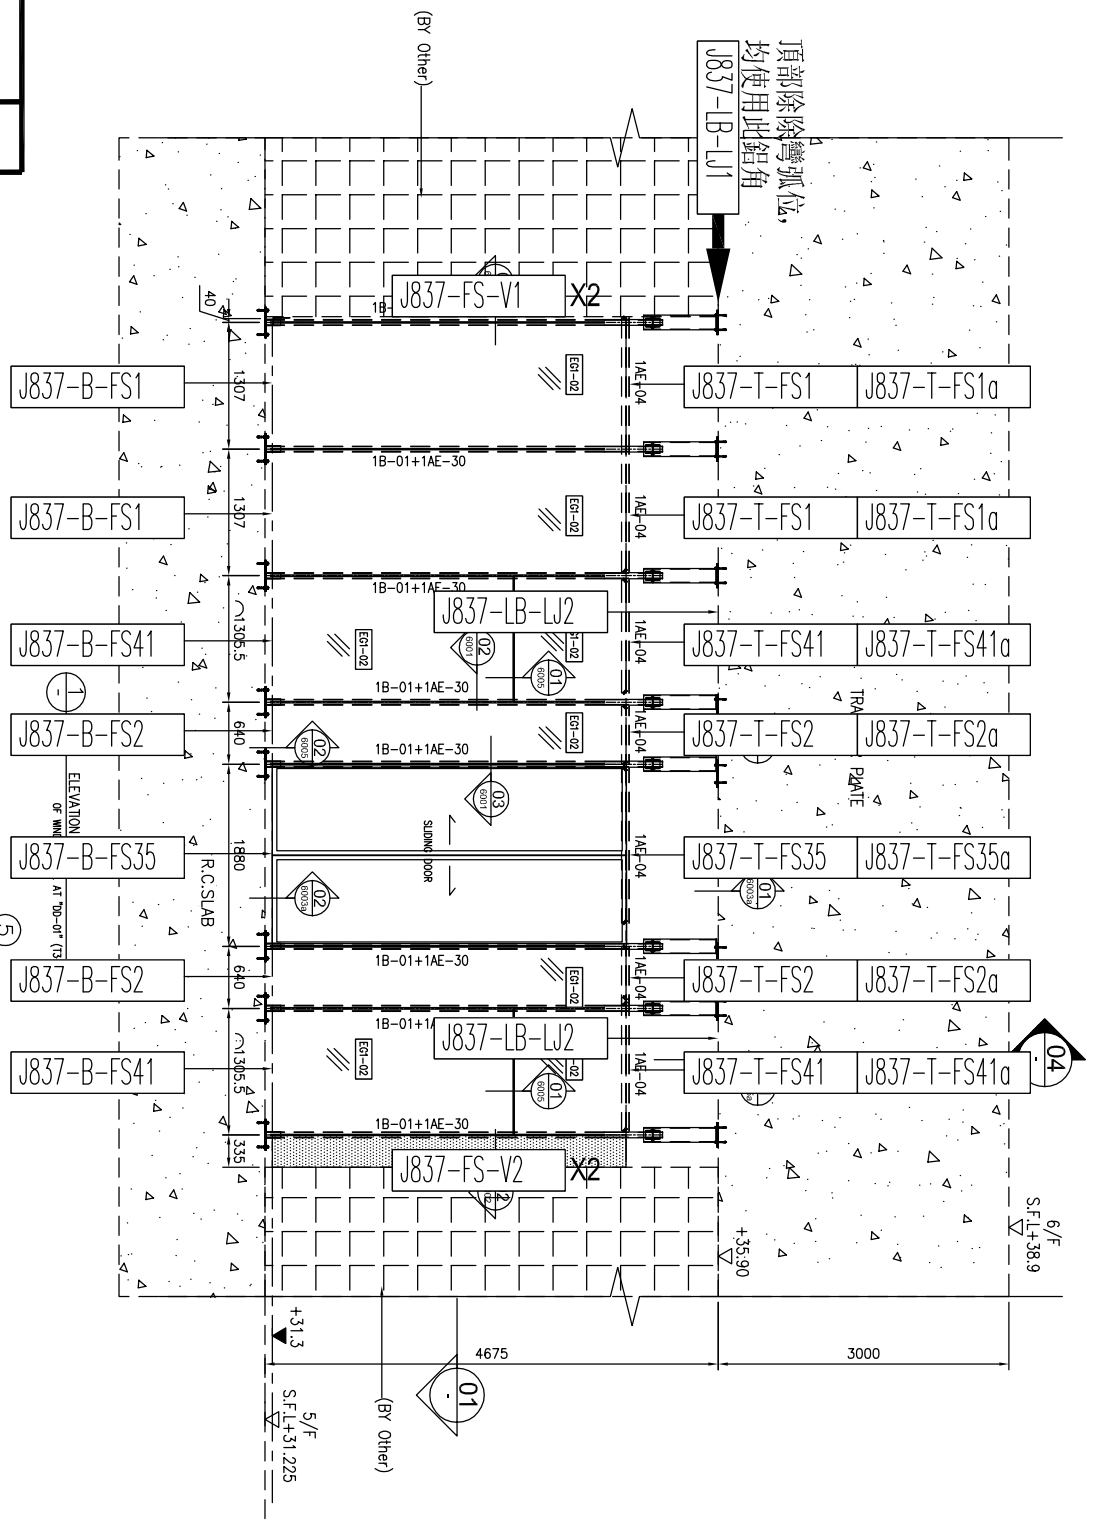 頂部除除彎弧位,
均使用此鋁角
J837-LB-LJ1
(BY Other)
J837-FS-V1
X2
1B-
40
1307
1307
1305.5
640
1880
640
1305.5
335
J837-B-FS1
J837-B-FS1
J837-B-FS41
J837-B-FS2
J837-B-FS35
J837-B-FS2
J837-B-FS41
J837-T-FS1
J837-T-FS1a
J837-T-FS1
J837-T-FS1a
J837-T-FS41
J837-T-FS41a
J837-T-FS2
J837-T-FS2a
J837-T-FS35
J837-T-FS35a
J837-T-FS2
J837-T-FS2a
J837-T-FS41
J837-T-FS41a
EG1-02
1AE-04
1B-01+1AE-30
EG1-02
1AE-04
1B-01+1AE-30
J837-LB-LJ2
EG1-02
1AE-04
02
6001
01
6005
1B-01+1AE-30
EG1-02
1AE-04
02
6005
1B-01+1AE-30
03
6001
SLIDING DOOR
1AE-04
02
6003a
01
6003a
1B-01+1AE-30
EG1-02
1AE-04
J837-LB-LJ2
EG1-02
1AE-04
01
6005
1B-01+1AE-30
J837-FS-V2
X2
1
-
ELEVATION
AT "DD-01" (T3
5
R.C.SLAB
PLATE
04
-
6/F
S.F.L+38.9
+35.90
+31.3
5/F
S.F.L+31.225
4675
3000
01
-
(BY Other)